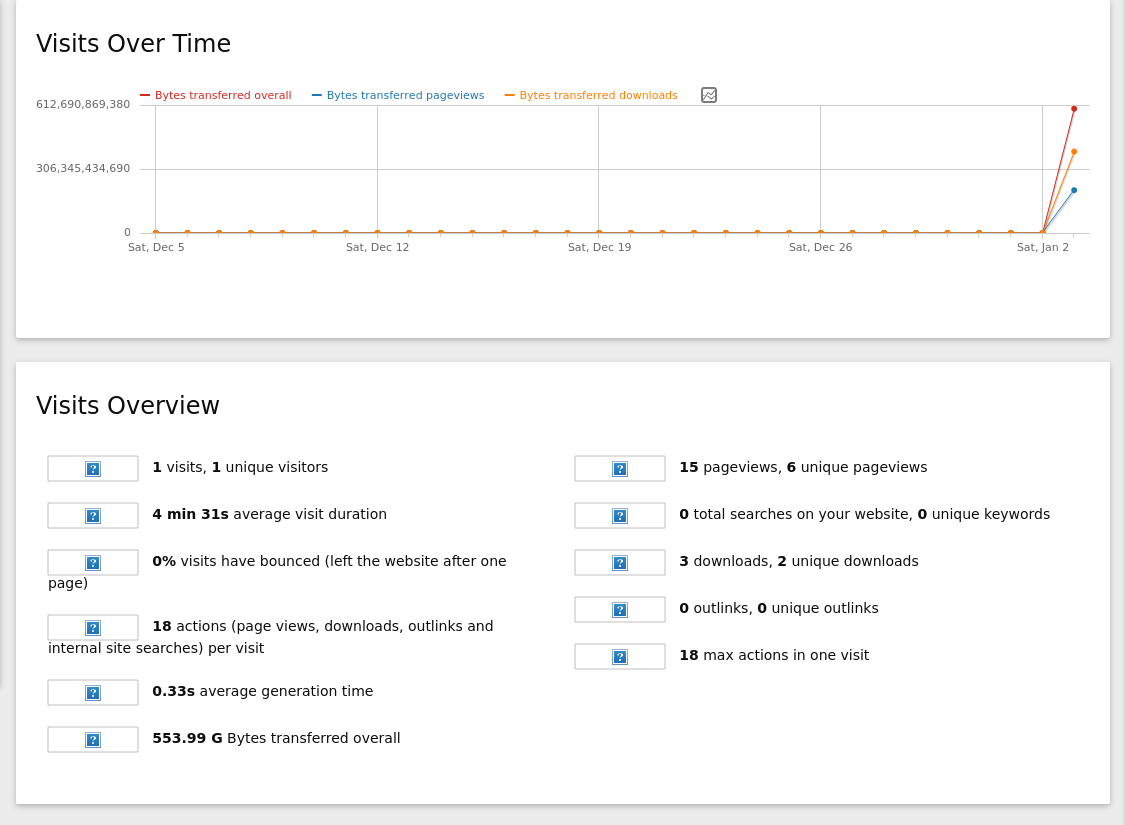 Visits Over Time
Bytes transferred overall
Bytes transferred pageviews
Bytes transferred downloads
612,690,869,380
306,345,434,690
0
Sat, Dec 5
Sat, Dec 12
Sat, Dec 19
Sat, Dec 26
Sat, Jan 2
Visits Overview
? 1 visits, 1 unique visitors
? 4 min 31s average visit duration
? 0% visits have bounced (left the website after one
page)
? 18 actions (page views, downloads, outlinks and
internal site searches) per visit
? 0.33s average generation time
? 553.99 G Bytes transferred overall
? 15 pageviews, 6 unique pageviews
? 0 total searches on your website, 0 unique keywords
? 3 downloads, 2 unique downloads
? 0 outlinks, 0 unique outlinks
? 18 max actions in one visit